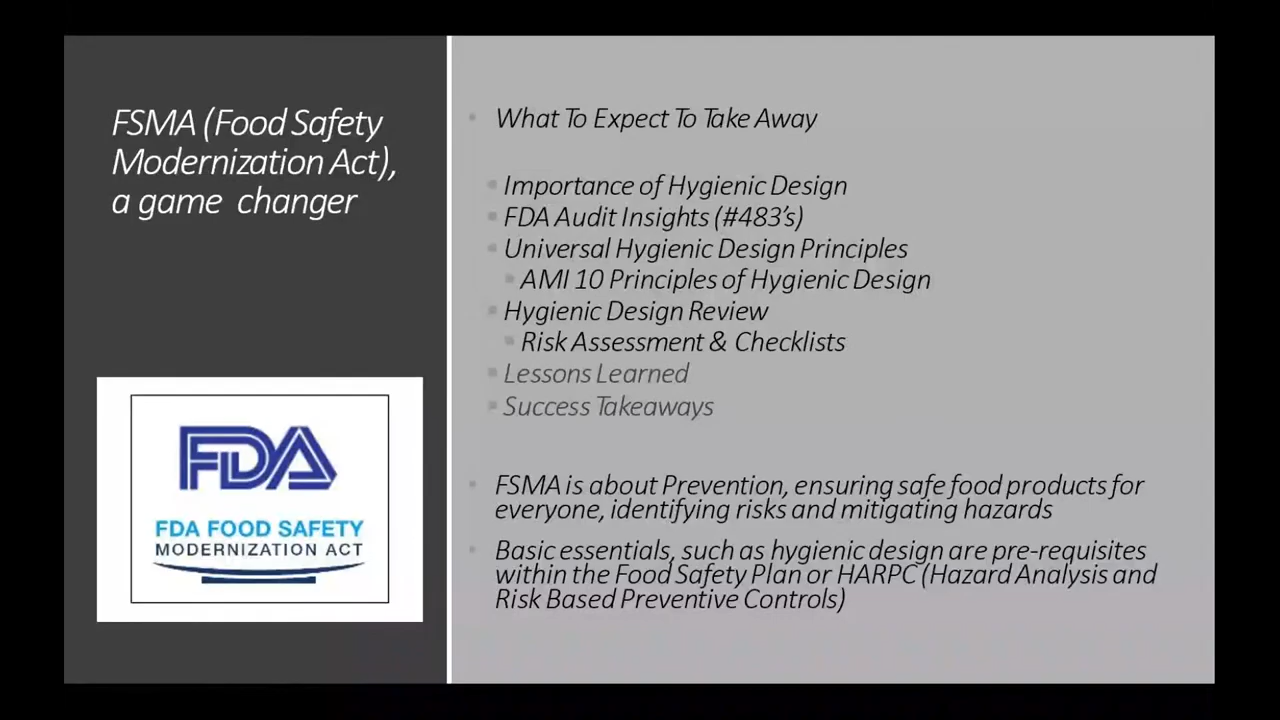 FSMA (Food Safety
Modernization Act),
a game changer
FDA
FDA FOOD SAFETY
MODERNIZATION ACT
What To Expect To Take Away
Importance of Hygienic Design
FDA Audit Insights (#483's)
Universal Hygienic Design Principles
AMI 10 Principles of Hygienic Design
Hygienic Design Review
Risk Assessment & Checklists
Lessons Learned
Success Takeaways
FSMA is about Prevention, ensuring safe food products for
everyone, identifying risks and mitigating hazards
Basic essentials, such as hygienic design are pre-requisites
within the Food Safety Plan or HARPC (Hazard Analysis and
Risk Based Preventive Controls)